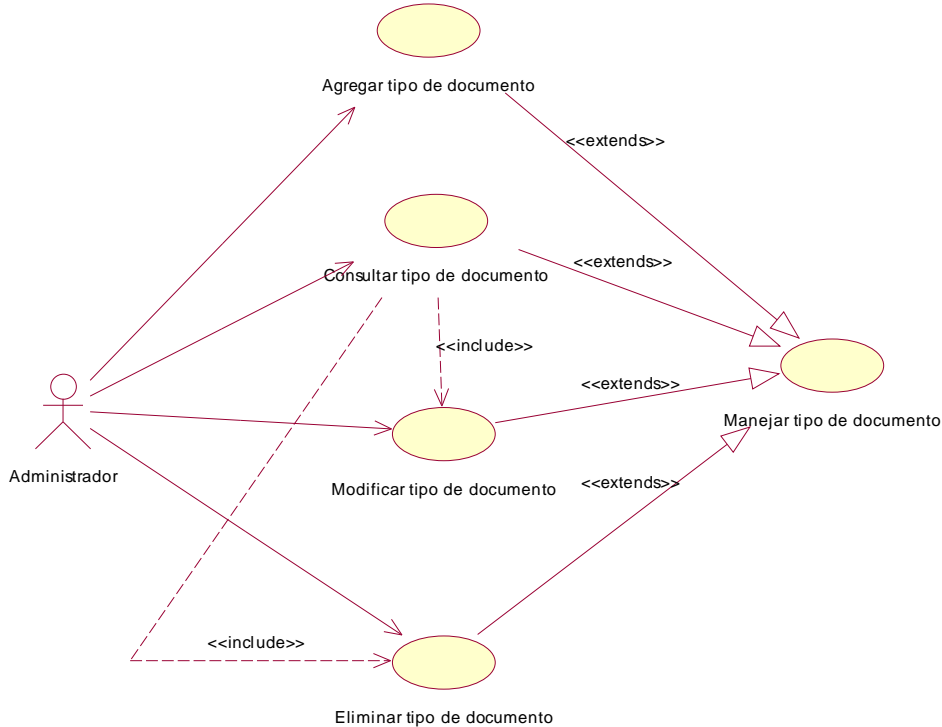 Agregar tipo de documento
<<extends>>
<<extends>>
Consultar tipo de documento
<<include>>
<<extends>>
Manejar tipo de documento
Administrador
Modificar tipo de documento
<<extends>>
<<include>>
Eliminar tipo de documento